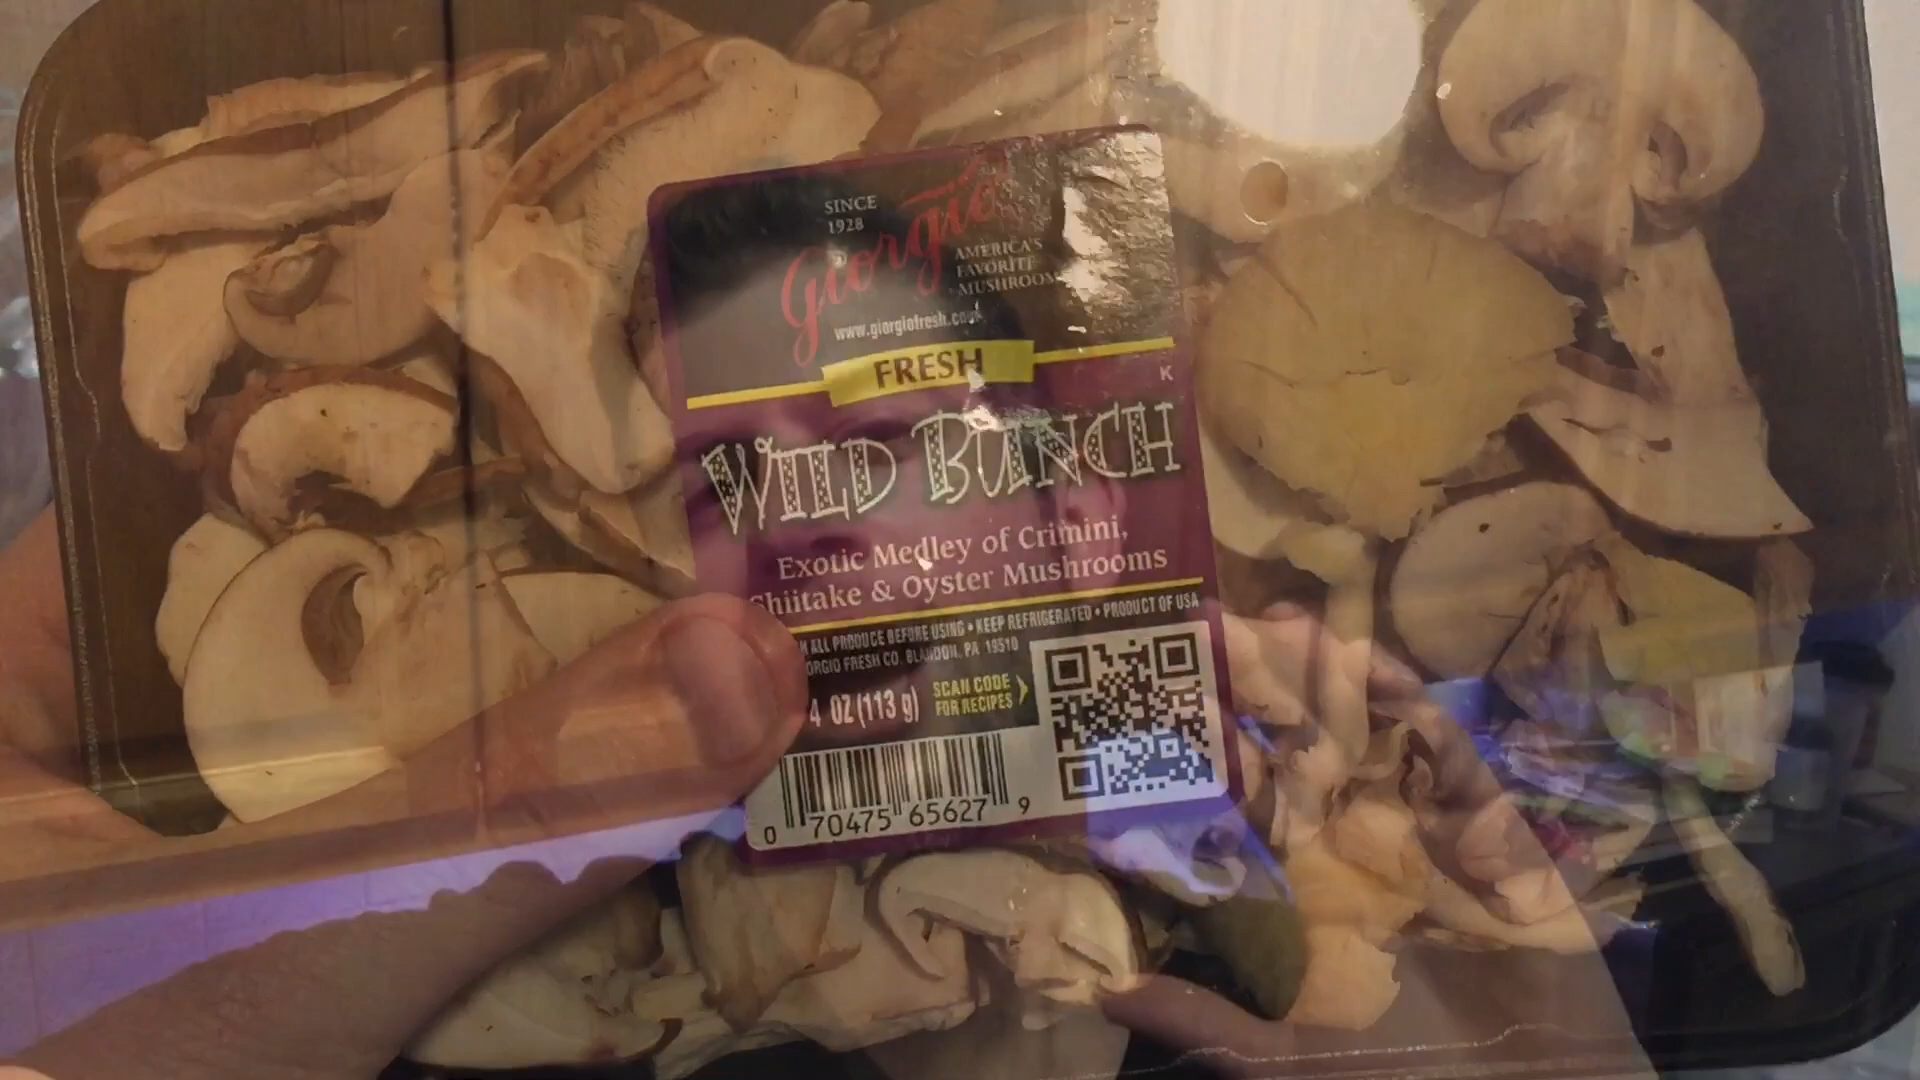 SINCE
1928
Giorgio
AMERICA'S
FAVORITE
MUSHROOM
www.giorgiofresh.com
FRESH
K
WILD BUNCH
Exotic Medley of Crimini,
Shiitake & Oyster Mushrooms
ALL PRODUCE BEFORE USING • KEEP REFRIGERATED • PRODUCT OF USA
FRESH CO. BLANDON, PA 19510
4 OZ (113 g)
SCAN CODE
FOR RECIPES
0 70475 65627 9